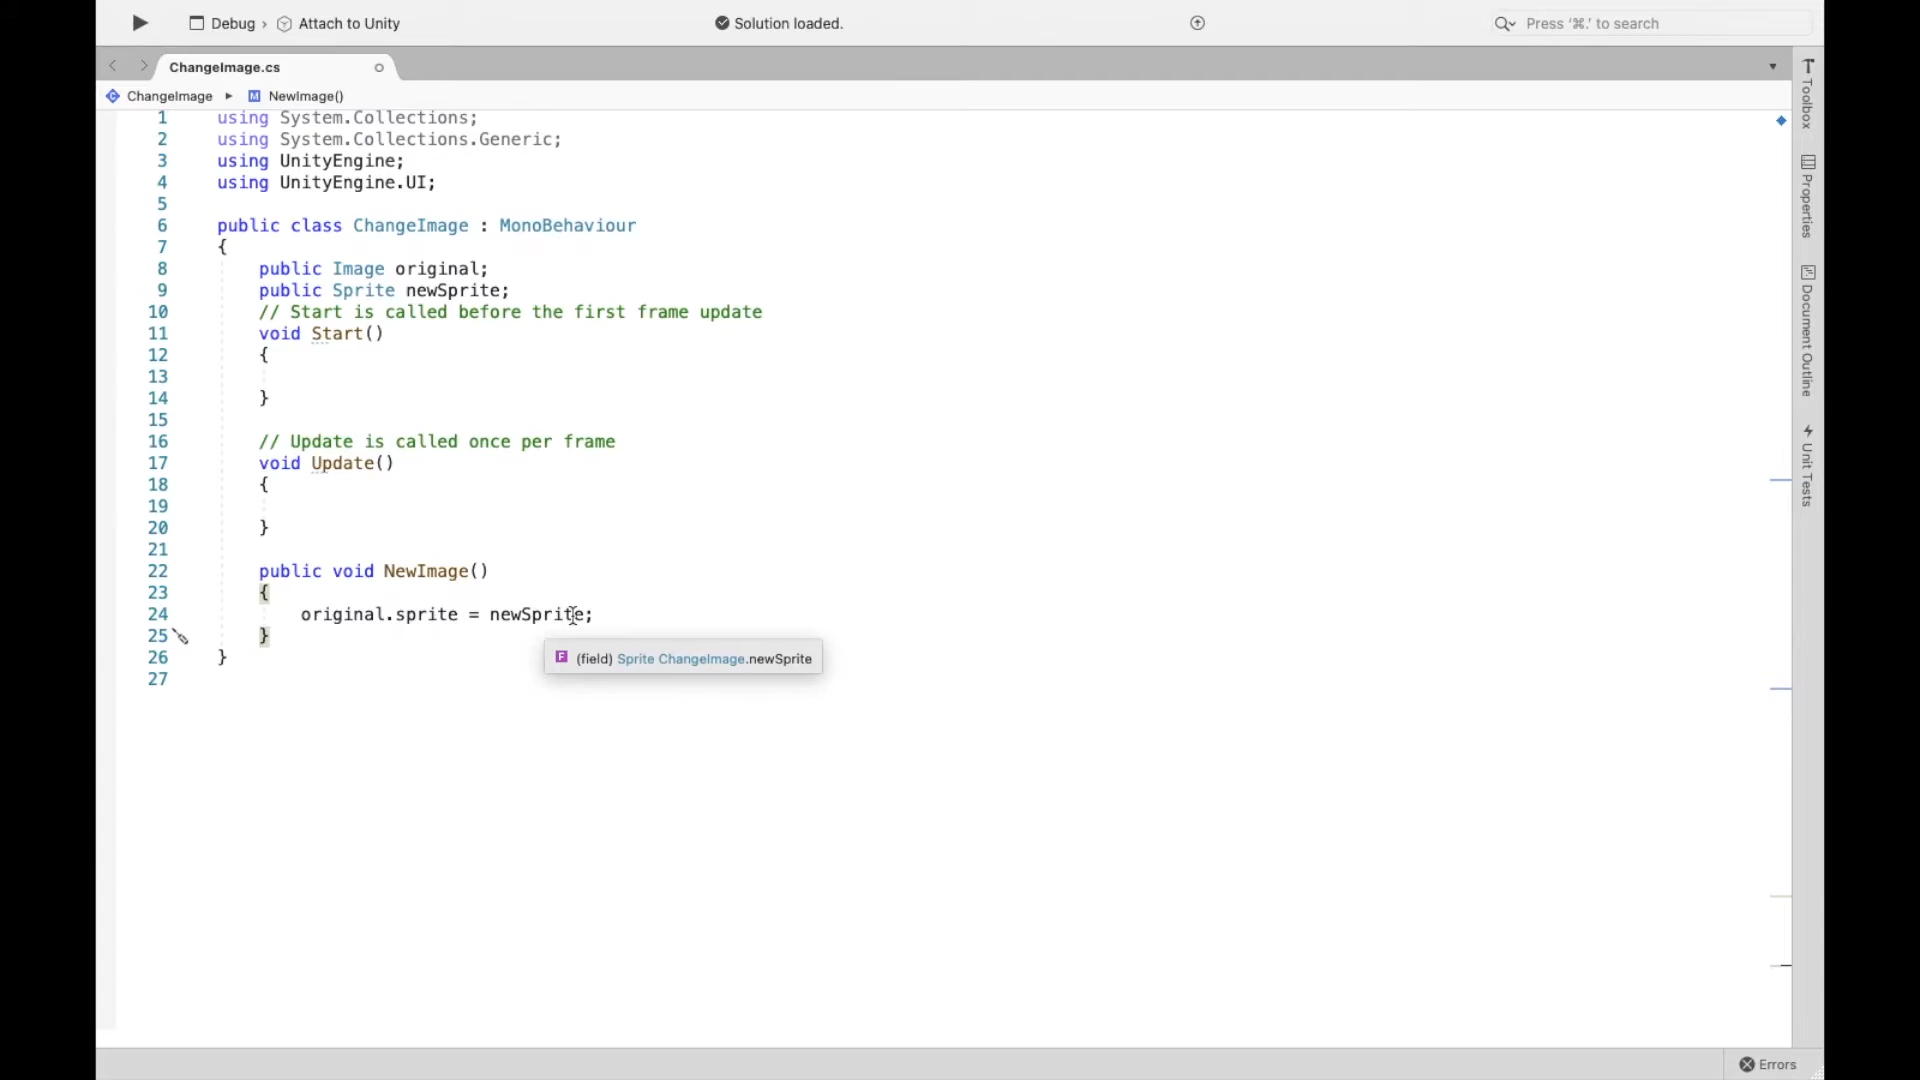 Debug › Attach to Unity
Solution loaded.
Press ‘⌘.’ to search
ChangeImage.cs
ChangeImage ▸ M NewImage()
1 using System.Collections;
2 using System.Collections.Generic;
3 using UnityEngine;
4 using UnityEngine.UI;
5
6 public class ChangeImage : MonoBehaviour
7 {
8 public Image original;
9 public Sprite newSprite;
10 // Start is called before the first frame update
11 void Start()
12 {
13
14 }
15
16 // Update is called once per frame
17 void Update()
18 {
19
20 }
21
22 public void NewImage()
23 {
24 original.sprite = newSprite;
25 }
F (field) Sprite ChangeImage.newSprite
26 }
27
Toolbox
Properties
Document Outline
Unit Tests
Errors